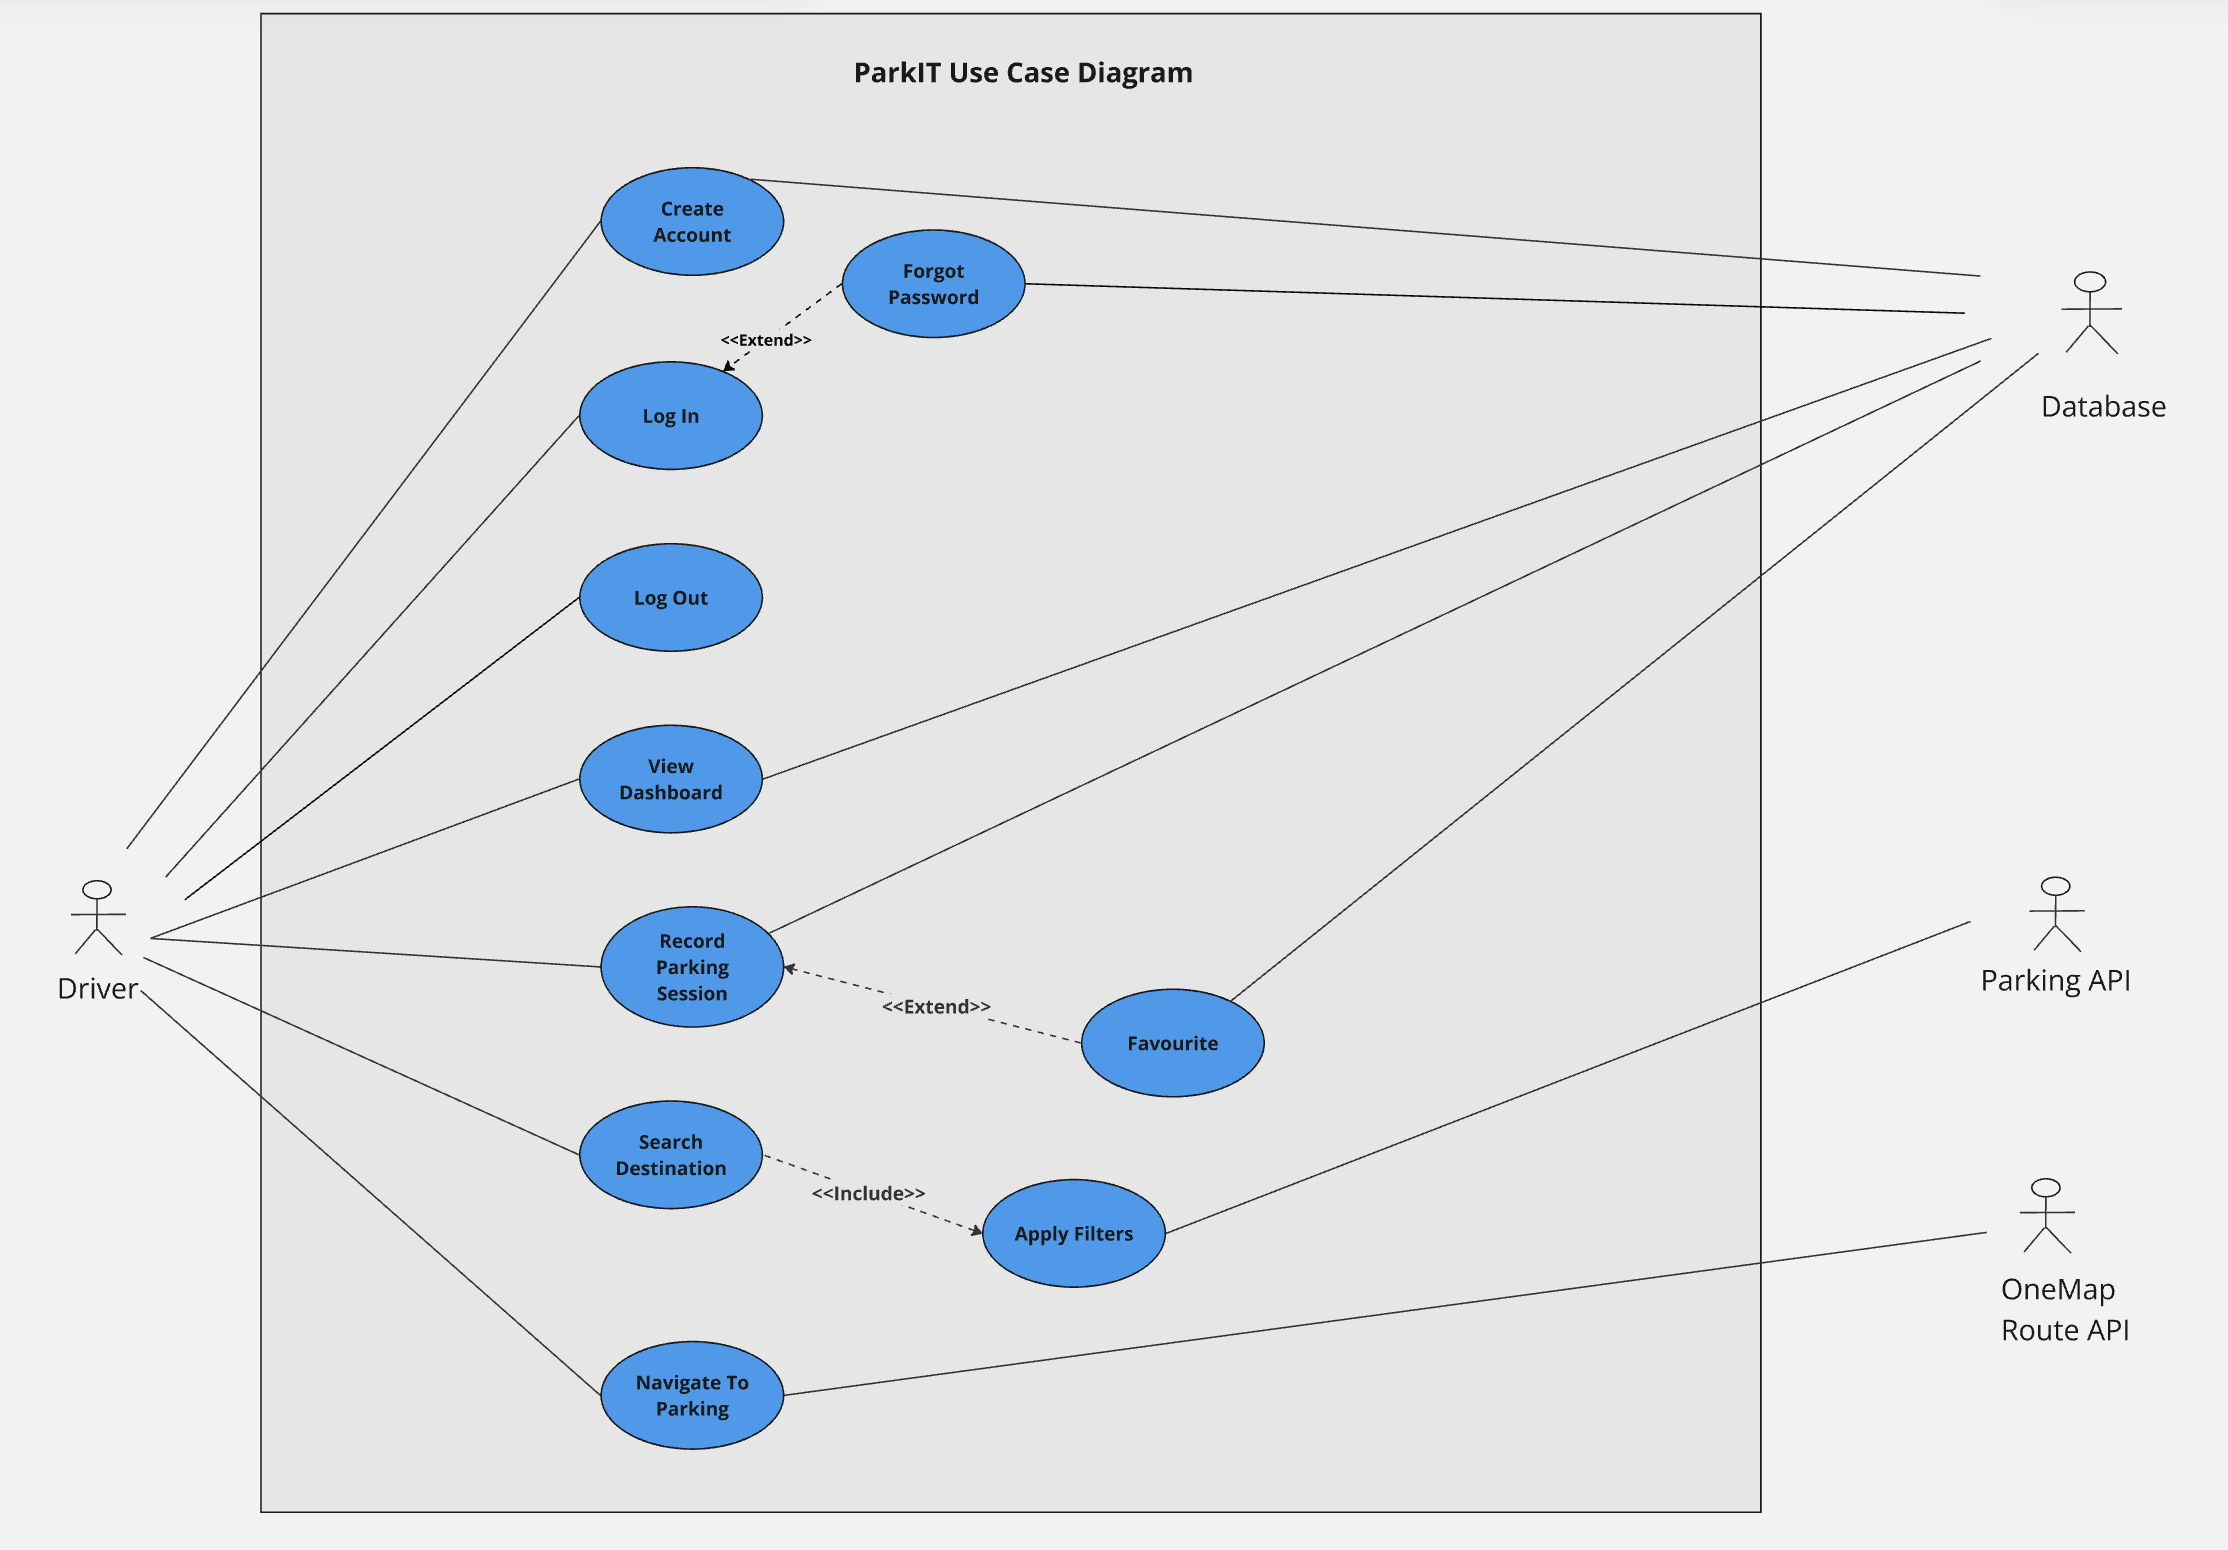 ParkIT Use Case Diagram
Create
Account
Forgot
Password
<<Extend>>
Log In
Database
Log Out
View
Dashboard
Record
Parking
Session
Driver
Parking API
<<Extend>>
Favourite
Search
Destination
<<Include>>
Apply Filters
OneMap
Route API
Navigate To
Parking